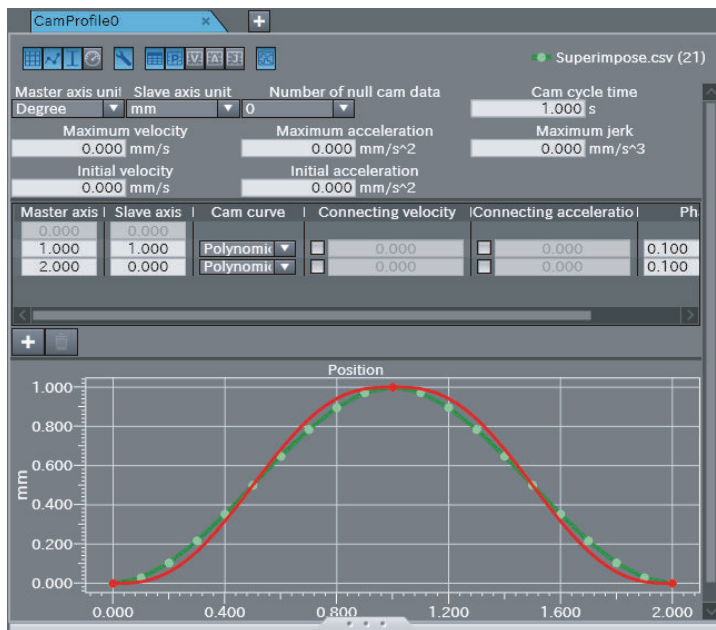 CamProfile0 × +
P V A J
Superimpose.csv (21)
Master axis unit Slave axis unit Number of null cam data Cam cycle time
Degree mm 0 1.000 s
Maximum velocity Maximum acceleration Maximum jerk
0.000 mm/s 0.000 mm/s^2 0.000 mm/s^3
Initial velocity Initial acceleration
0.000 mm/s 0.000 mm/s^2
Master axis Slave axis Cam curve Connecting velocity Connecting acceleratio Ph
0.000 0.000
1.000 1.000 Polynomic 0.000 0.000 0.100
2.000 0.000 Polynomic 0.000 0.000 0.100
+
Position
1.000
0.800
0.600
mm
0.400
0.200
0.000
0.000 0.400 0.800 1.200 1.600 2.000